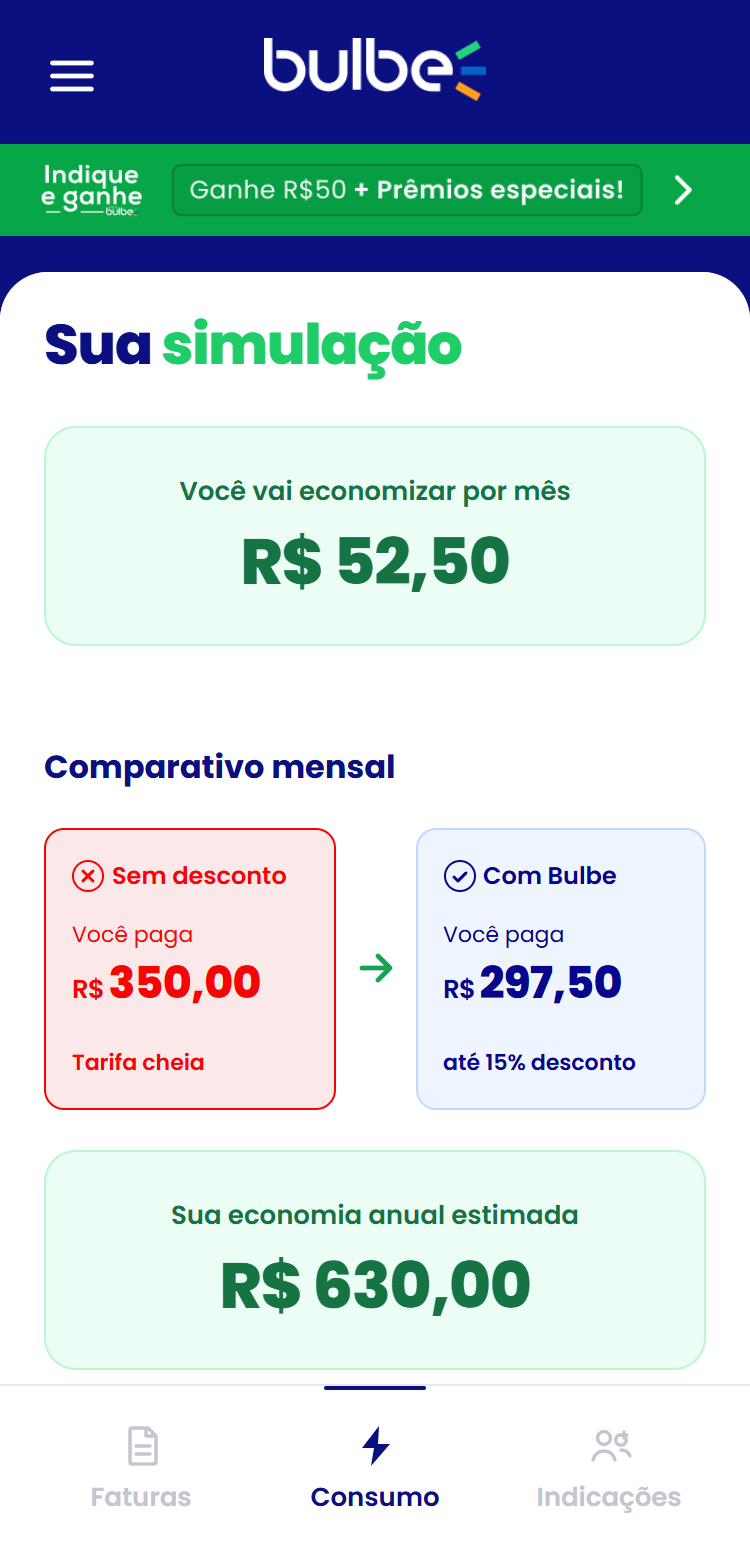 bulbe
Indique
e ganhe
bulbe
Ganhe R$50 + Prêmios especiais!
Sua simulação
Você vai economizar por mês
R$ 52,50
Comparativo mensal
Sem desconto
Você paga
R$ 350,00
Tarifa cheia
Com Bulbe
Você paga
R$ 297,50
até 15% desconto
Sua economia anual estimada
R$ 630,00
Faturas
Consumo
Indicações